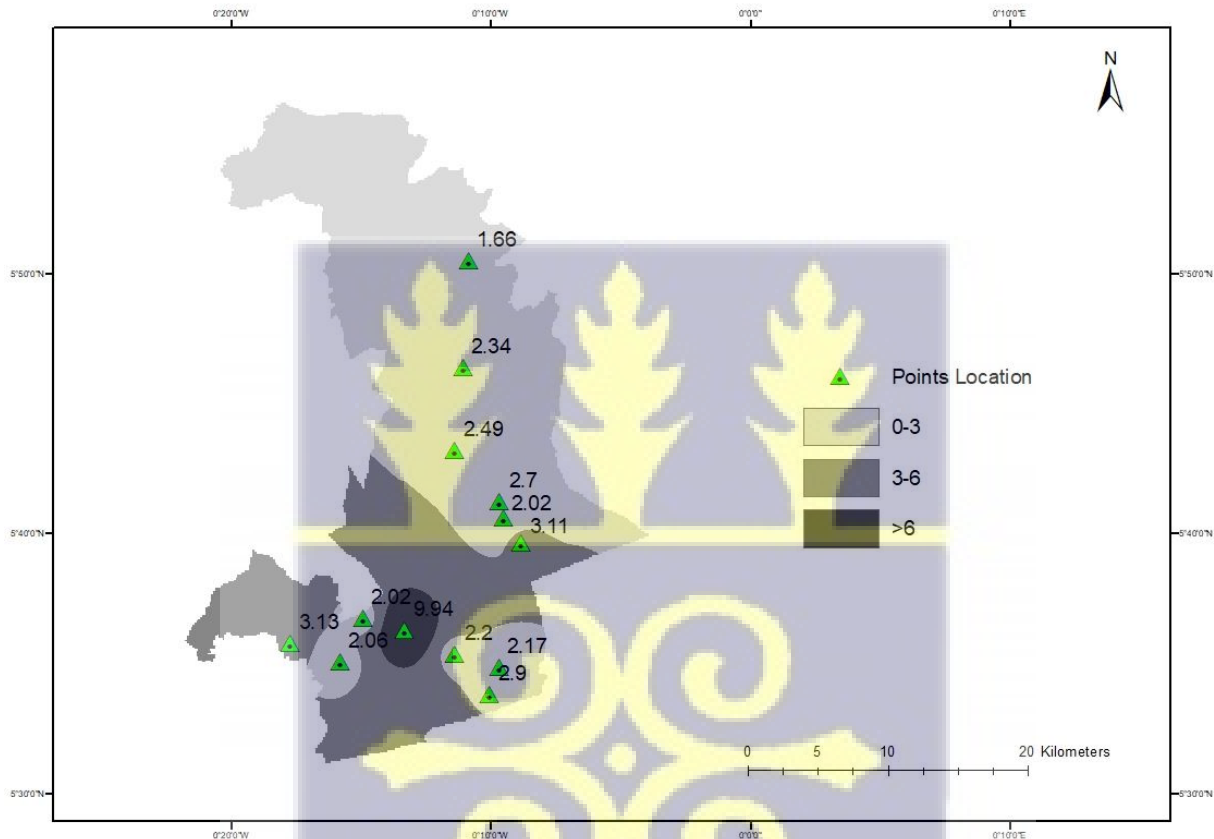 0°20'0"W 0°10'0"W 0°0'0" 0°10'0"E
N
5°50'0"N 5°50'0"N
1.66
2.34
2.49
Points Location
0-3
3-6
>6
2.7
2.02
3.11
5°40'0"N 5°40'0"N
2.02
9.94
3.13
2.06
2.2
2.17
2.9
0 5 10 20 Kilometers
5°30'0"N 5°30'0"N
0°20'0"W 0°10'0"W 0°0'0" 0°10'0"E